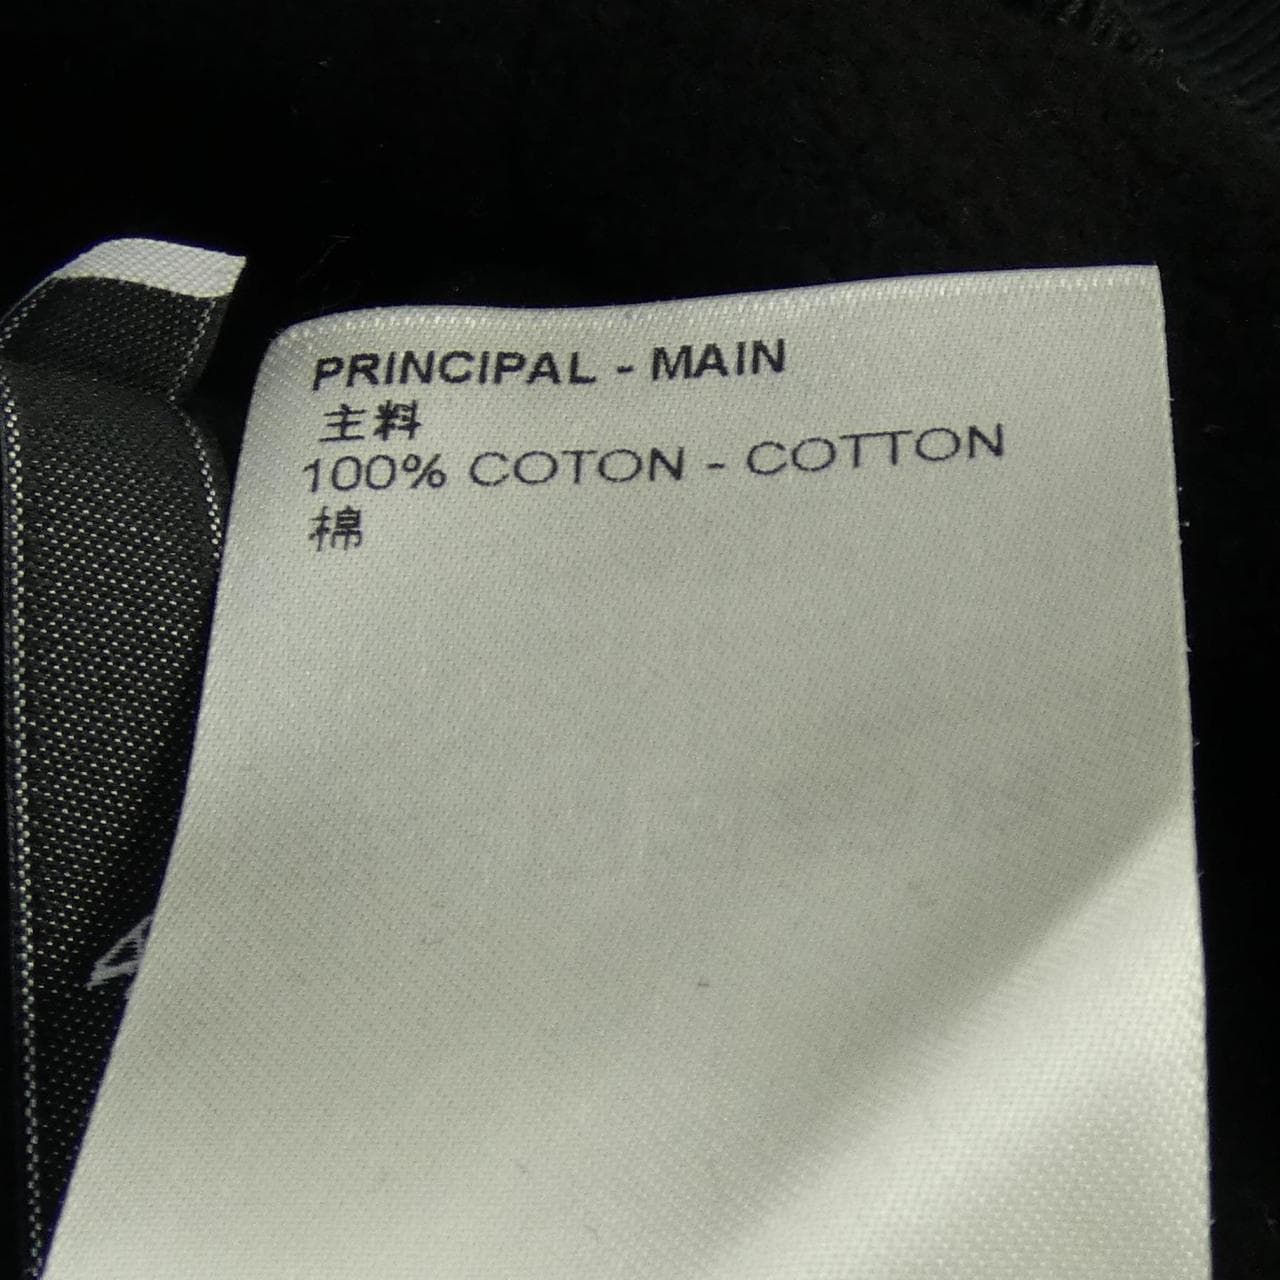 PRINCIPAL - MAIN
主料
100% COTON - COTTON
棉